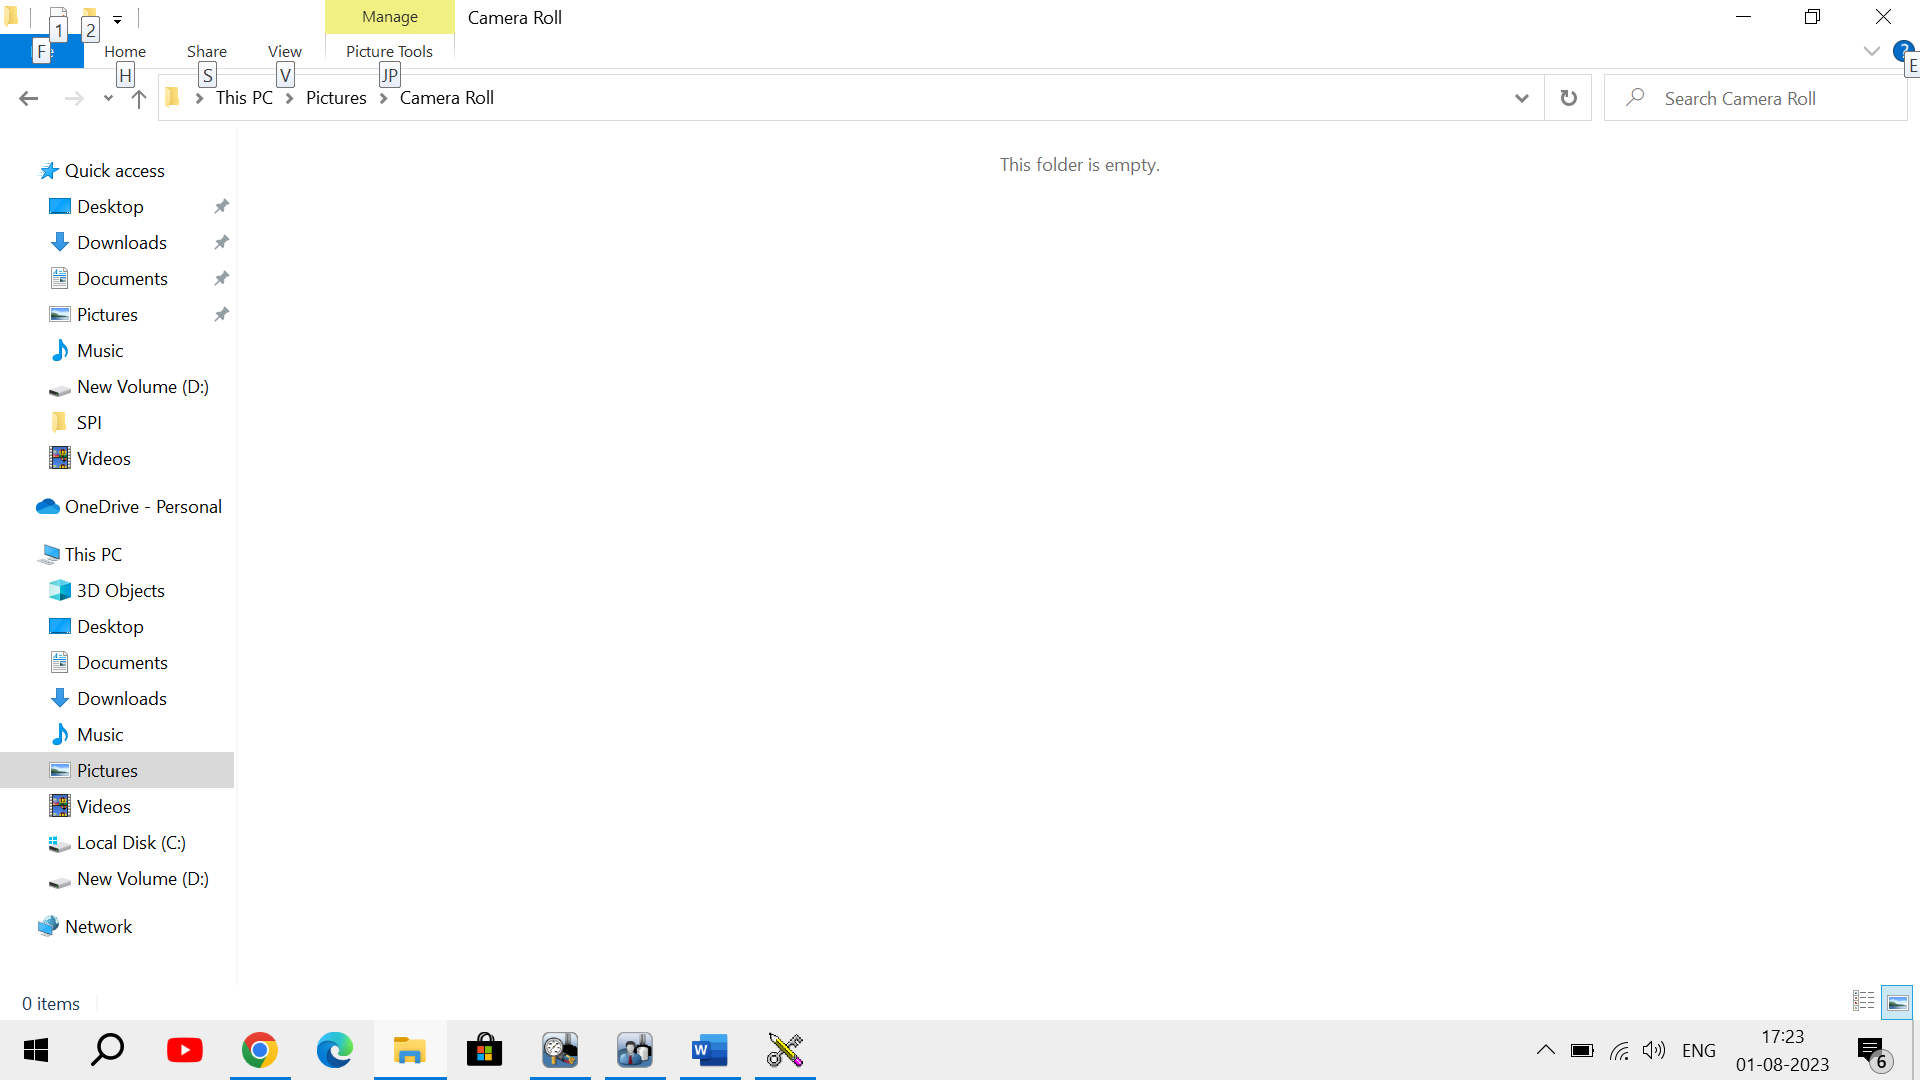 1 2 Manage Camera Roll
F Home Share View Picture Tools ?
H S V JP E
This PC Pictures Camera Roll Search Camera Roll
This folder is empty.
Quick access
Desktop
Downloads
Documents
Pictures
Music
New Volume (D:)
SPI
Videos
OneDrive - Personal
This PC
3D Objects
Desktop
Documents
Downloads
Music
Pictures
Videos
Local Disk (C:)
New Volume (D:)
Network
0 items
W ENG 17:23 6
01-08-2023